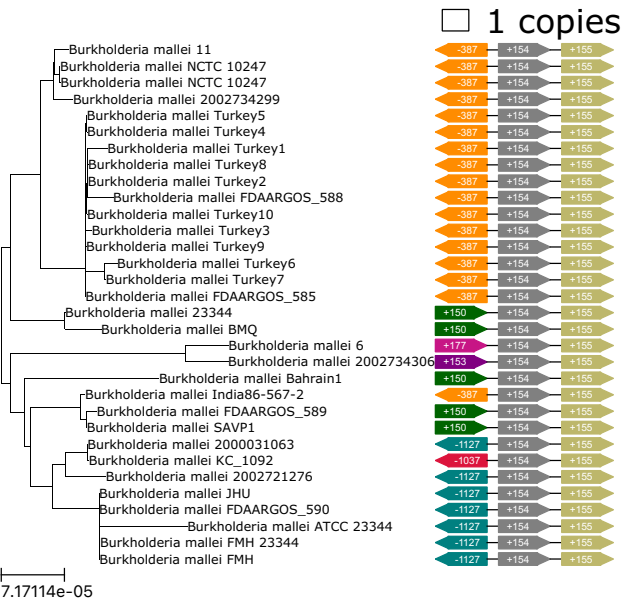 1 copies
Burkholderia mallei 11 -387 +154 +155
Burkholderia mallei NCTC 10247 -387 +154 +155
Burkholderia mallei NCTC 10247 -387 +154 +155
Burkholderia mallei 2002734299 -387 +154 +155
Burkholderia mallei Turkey5 -387 +154 +155
Burkholderia mallei Turkey4 -387 +154 +155
Burkholderia mallei Turkey1 -387 +154 +155
Burkholderia mallei Turkey8 -387 +154 +155
Burkholderia mallei Turkey2 -387 +154 +155
Burkholderia mallei FDAARGOS_588 -387 +154 +155
Burkholderia mallei Turkey10 -387 +154 +155
Burkholderia mallei Turkey3 -387 +154 +155
Burkholderia mallei Turkey9 -387 +154 +155
Burkholderia mallei Turkey6 -387 +154 +155
Burkholderia mallei Turkey7 -387 +154 +155
Burkholderia mallei FDAARGOS_585 -387 +154 +155
Burkholderia mallei 23344 +150 +154 +155
Burkholderia mallei BMQ +150 +154 +155
Burkholderia mallei 6 +177 +154 +155
Burkholderia mallei 2002734306 +153 +154 +155
Burkholderia mallei Bahrain1 +150 +154 +155
Burkholderia mallei India86-567-2 -387 +154 +155
Burkholderia mallei FDAARGOS_589 +150 +154 +155
Burkholderia mallei SAVP1 +150 +154 +155
Burkholderia mallei 2000031063 -1127 +154 +155
Burkholderia mallei KC_1092 -1037 +154 +155
Burkholderia mallei 2002721276 -1127 +154 +155
Burkholderia mallei JHU -1127 +154 +155
Burkholderia mallei FDAARGOS_590 -1127 +154 +155
Burkholderia mallei ATCC 23344 -1127 +154 +155
Burkholderia mallei FMH 23344 -1127 +154 +155
Burkholderia mallei FMH -1127 +154 +155
7.17114e-05